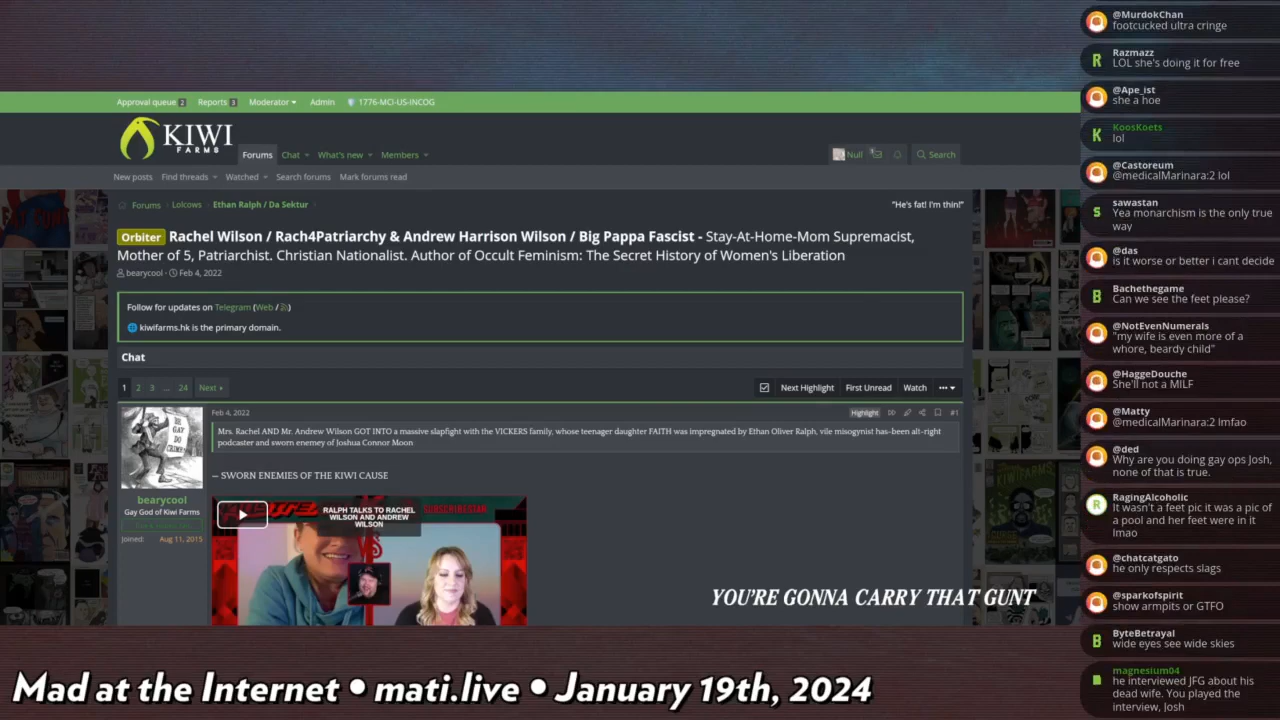 Approval queue 2 Reports 3 Moderator Admin 1776-MCI-US-INCOG
KIWI
FARMS
Forums Chat What's new Members Null Search
New posts Find threads Watched Search forums Mark forums read
Forums Lolcows Ethan Ralph / Da Sektur
"He's fat! I'm thin!"
Orbiter Rachel Wilson / Rach4Patriarchy & Andrew Harrison Wilson / Big Pappa Fascist - Stay-At-Home-Mom Supremacist,
Mother of 5, Patriarchist. Christian Nationalist. Author of Occult Feminism: The Secret History of Women's Liberation
bearycool · Feb 4, 2022
Follow for updates on Telegram (Web / )
kiwifarms.hk is the primary domain.
Chat
1 2 3 ... 24 Next
Next Highlight First Unread Watch •••
Feb 4, 2022
Highlight #1
BE
GAY
DO
CRIME
bearycool
Gay God of Kiwi Farms
Joined: Aug 11, 2015
Mrs. Rachel AND Mr. Andrew Wilson GOT INTO a massive slapfight with the VICKERS family, whose teenager daughter FAITH was impregnated by Ethan Oliver Ralph, vile misogynist has-been alt-right
podcaster and sworn enemey of Joshua Connor Moon
— SWORN ENEMIES OF THE KIWI CAUSE
RALPH TALKS TO RACHEL
WILSON AND ANDREW
WILSON
VS
YOU'RE GONNA CARRY THAT GUNT
Mad at the Internet • mati.live • January 19th, 2024
@MurdokChan
footcucked ultra cringe
Razmazz
LOL she's doing it for free
@Ape_ist
she a hoe
KoosKoets
lol
@Castoreum
@medicalMarinara:2 lol
sawastan
Yea monarchism is the only true
way
@das
is it worse or better i cant decide
Bachethegame
Can we see the feet please?
@NotEvenNumerals
"my wife is even more of a
whore, beardy child"
@HaggeDouche
She'll not a MILF
@Matty
@medicalMarinara:2 lmfao
@ded
Why are you doing gay ops Josh,
none of that is true.
RagingAlcoholic
It wasn't a feet pic it was a pic of
a pool and her feet were in it
lmao
@chatcatgato
he only respects slags
@sparkofspirit
show armpits or GTFO
ByteBetrayal
wide eyes see wide skies
magnesium04
he interviewed JFG about his
dead wife. You played the
interview, Josh